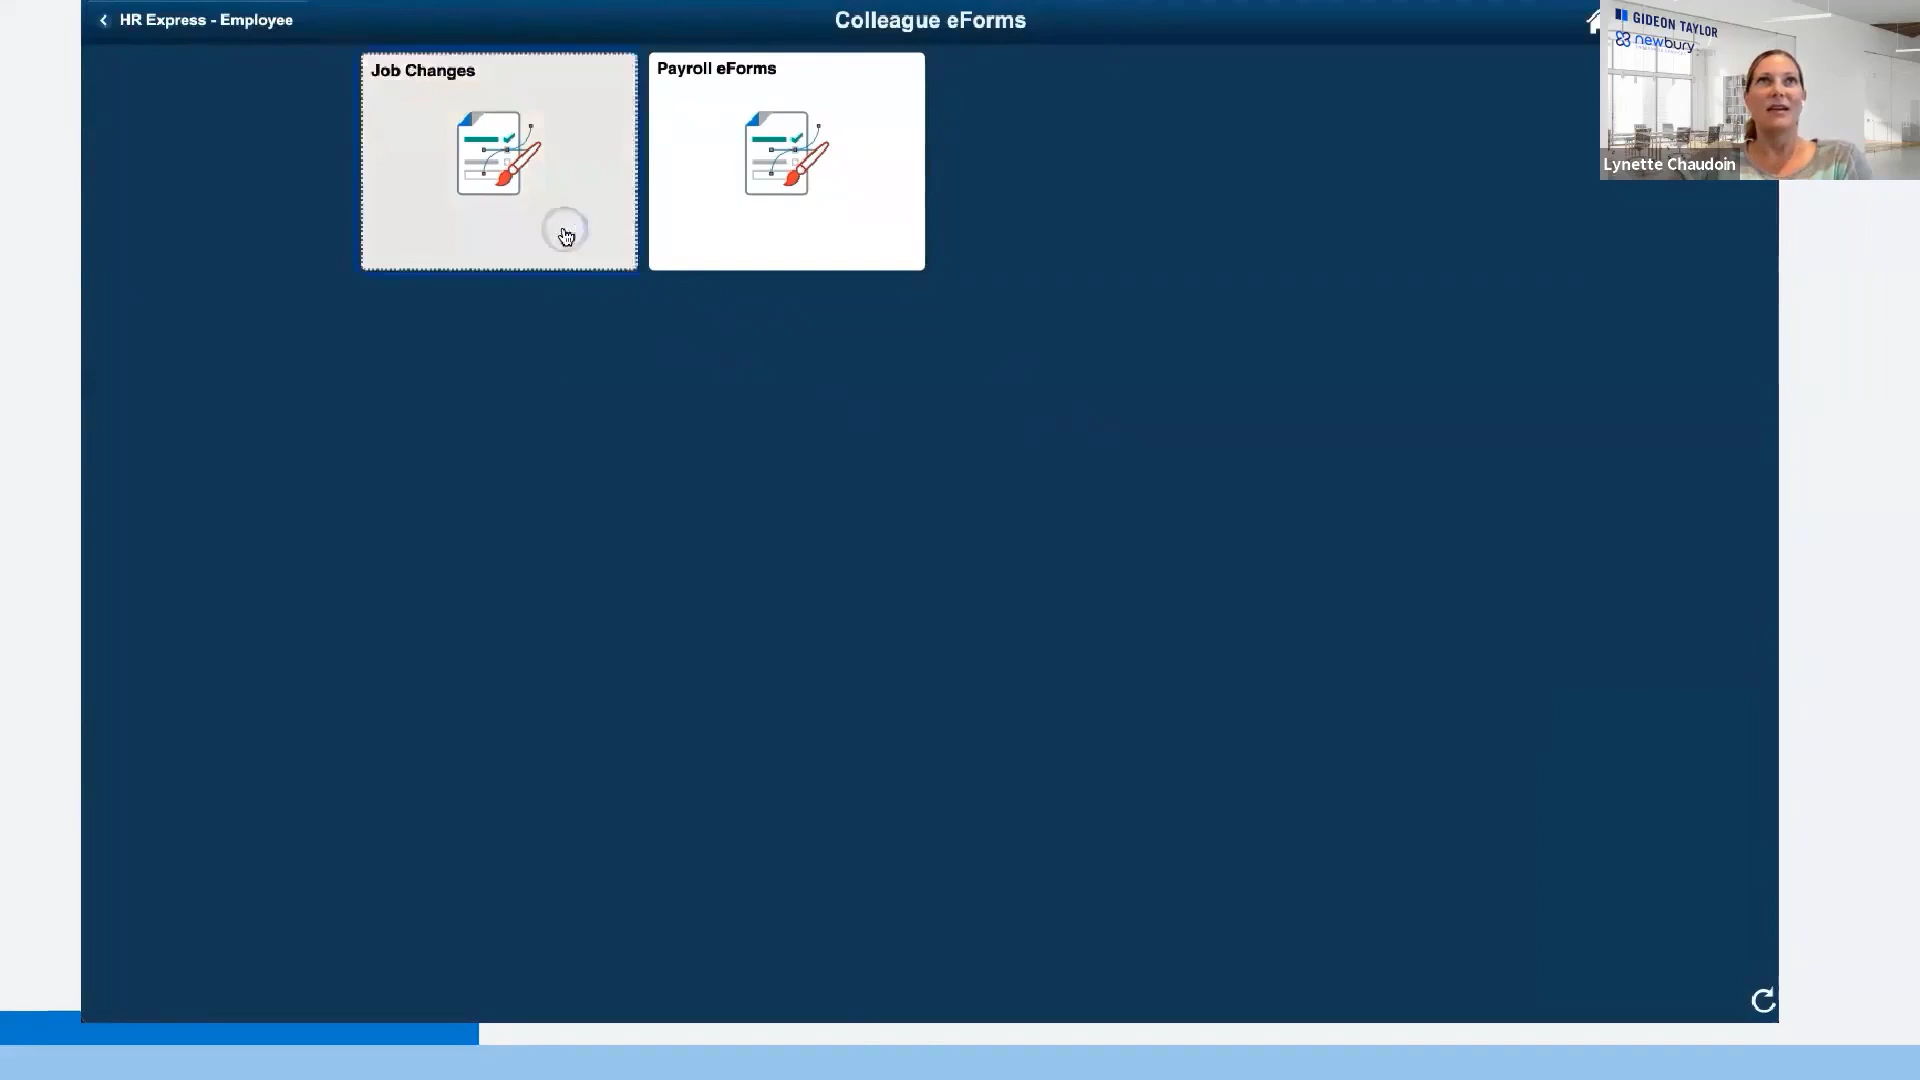 HR Express - Employee
Colleague eForms
Job Changes
Payroll eForms
GIDEON TAYLOR
newbury
Lynette Chaudoin